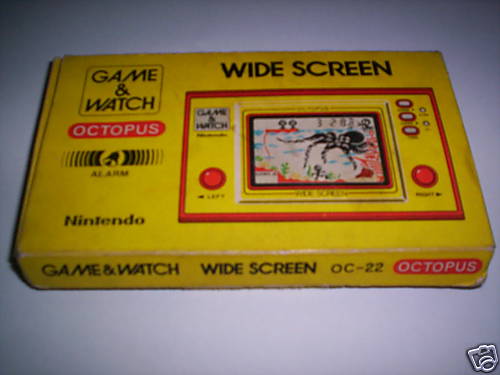 GAME
&
WATCH
OCTOPUS
ALARM
Nintendo
WIDE SCREEN
GAME
&
WATCH
Nintendo
LEFT
WIDE SCREEN
RIGHT
GAME & WATCH WIDE SCREEN OC-22 OCTOPUS